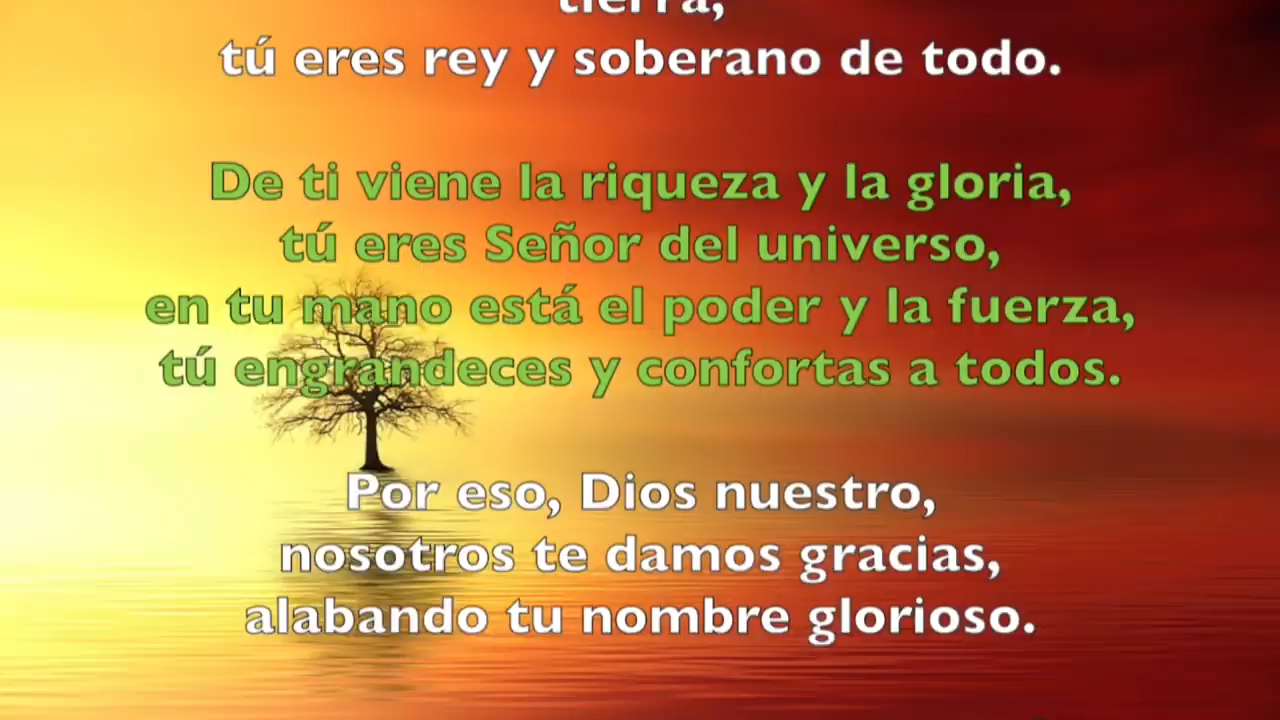 tierra,
tú eres rey y soberano de todo.
De ti viene la riqueza y la gloria,
tú eres Señor del universo,
en tu mano está el poder y la fuerza,
tú engrandeces y confortas a todos.
Por eso, Dios nuestro,
nosotros te damos gracias,
alabando tu nombre glorioso.